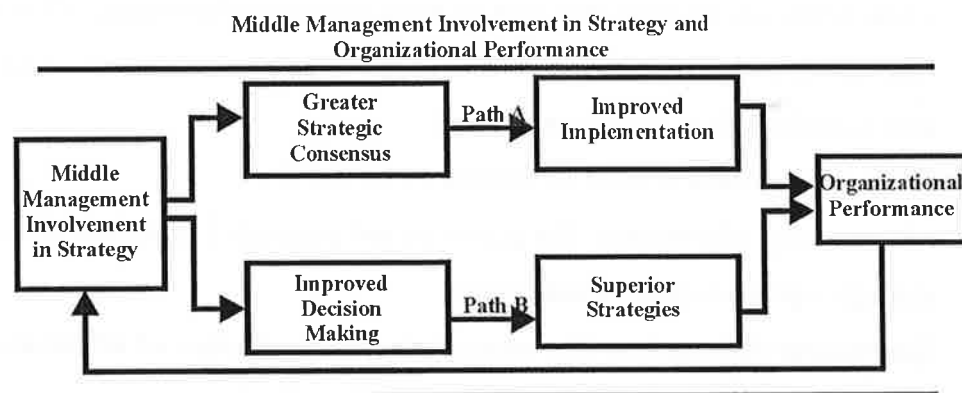 Middle Management Involvement in Strategy and
Organizational Performance
Greater
Strategic
Consensus
Path A
Improved
Implementation
Middle
Management
Involvement
in Strategy
Organizational
Performance
Improved
Decision
Making
Path B
Superior
Strategies